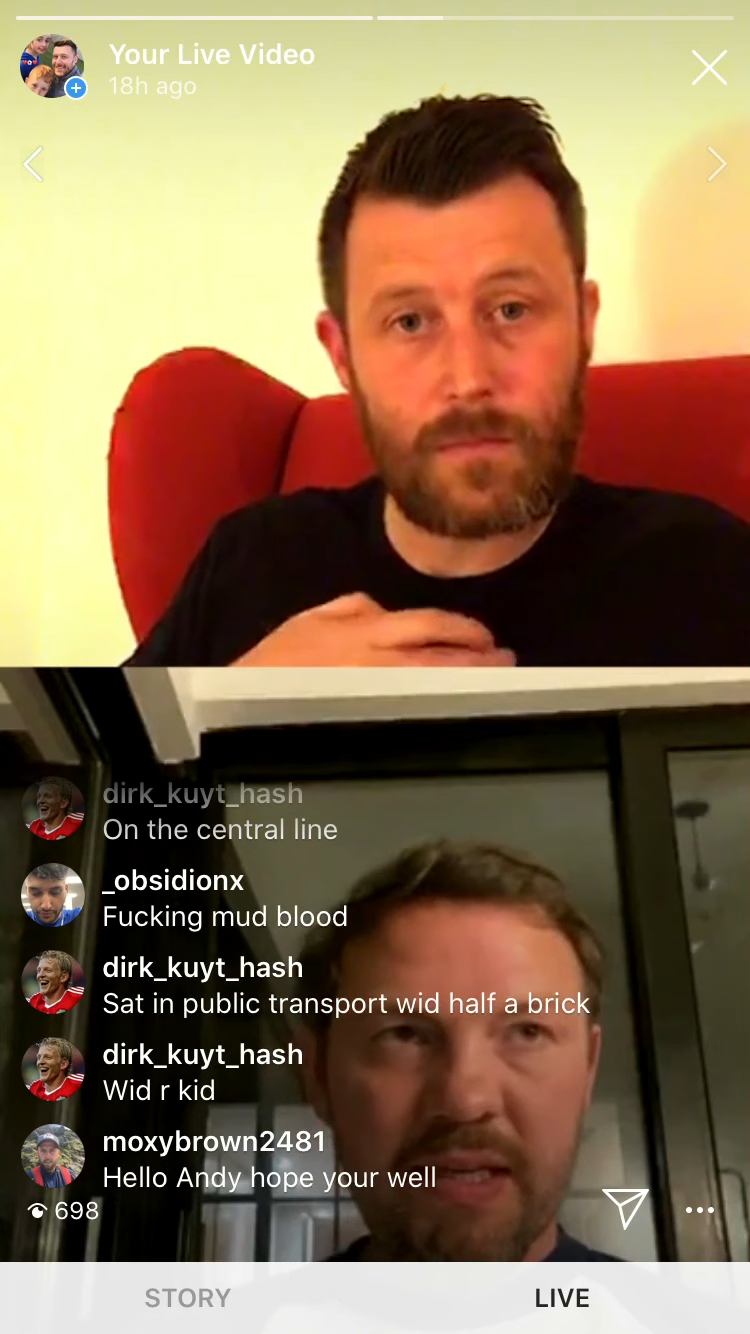 Your Live Video
18h ago
dirk_kuyt_hash
On the central line
_obsidionx
Fucking mud blood
dirk_kuyt_hash
Sat in public transport wid half a brick
dirk_kuyt_hash
Wid r kid
moxybrown2481
Hello Andy hope your well
698
STORY
LIVE